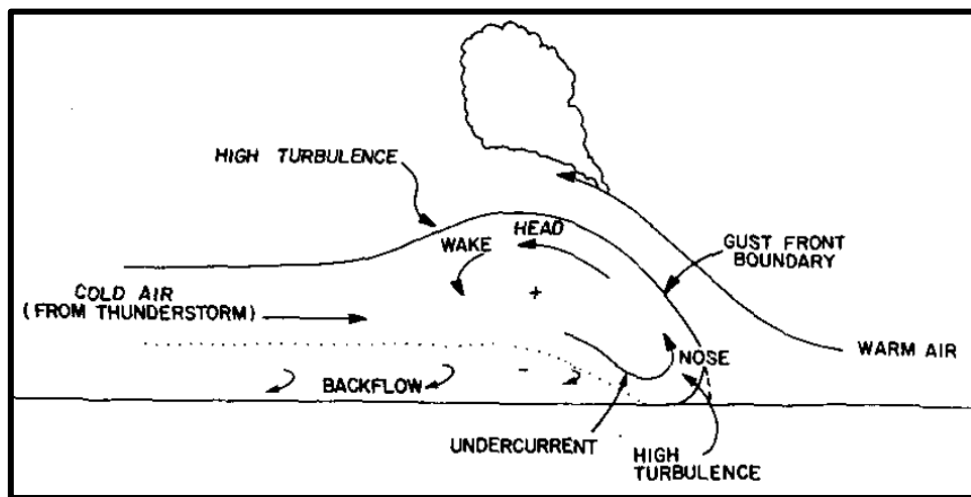 HIGH TURBULENCE
HEAD
WAKE
GUST FRONT
BOUNDARY
COLD AIR
(FROM THUNDERSTORM)
+
WARM AIR
NOSE
-
BACKFLOW
UNDERCURRENT
HIGH
TURBULENCE